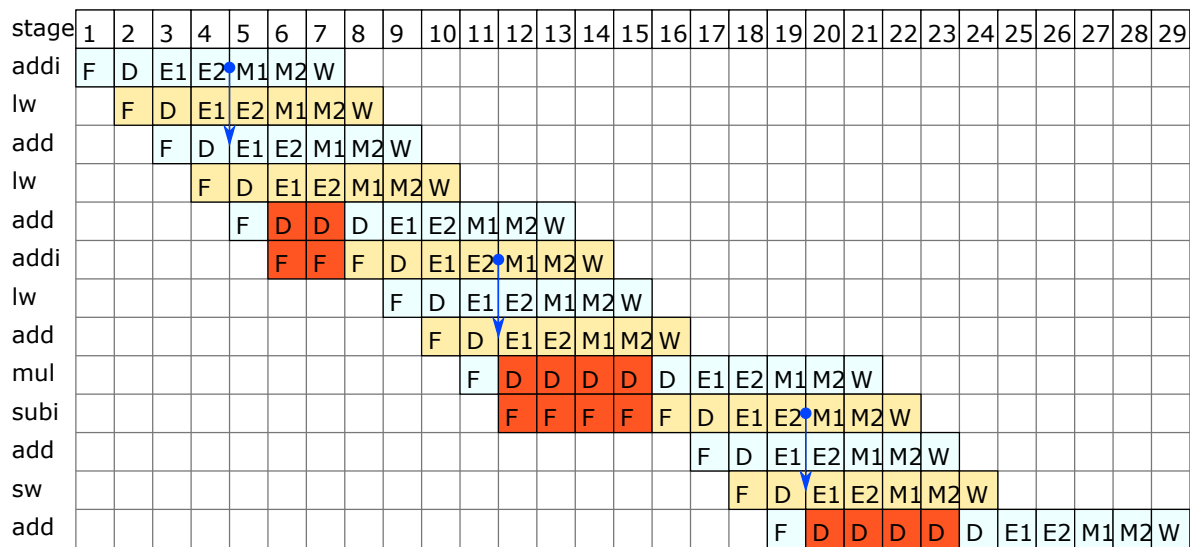 stage 1 2 3 4 5 6 7 8 9 10 11 12 13 14 15 16 17 18 19 20 21 22 23 24 25 26 27 28 29
addi F D E1 E2 M1 M2 W
lw F D E1 E2 M1 M2 W
add F D E1 E2 M1 M2 W
lw F D E1 E2 M1 M2 W
add F D D D E1 E2 M1 M2 W
addi F F F D E1 E2 M1 M2 W
lw F D E1 E2 M1 M2 W
add F D E1 E2 M1 M2 W
mul F D D D D D E1 E2 M1 M2 W
subi F F F F F D E1 E2 M1 M2 W
add F D E1 E2 M1 M2 W
sw F D E1 E2 M1 M2 W
add F D D D D D E1 E2 M1 M2 W